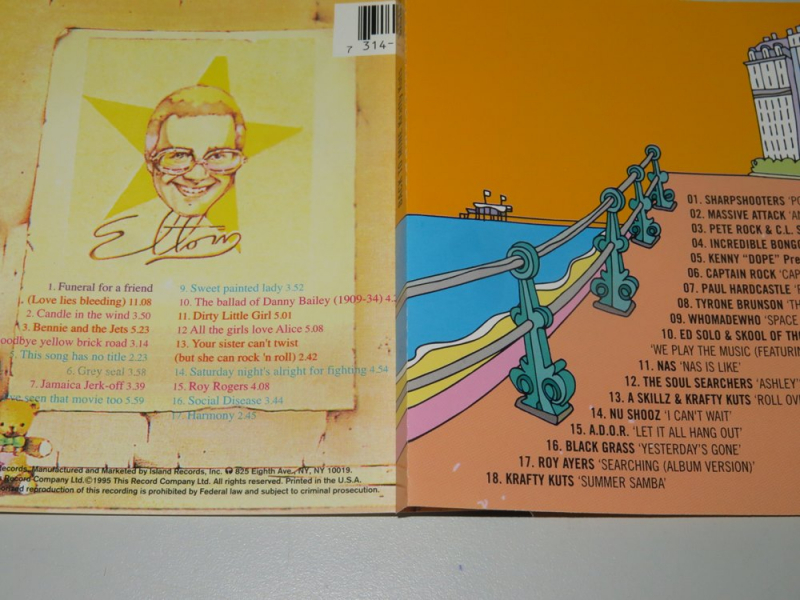 7 314-
Elton
1. Funeral for a friend
(Love lies bleeding) 11.08
2. Candle in the wind 3.50
3. Bennie and the Jets 5.23
oodbye yellow brick road 3.14
5. This song has no title 2.23
6. Grey seal 3.58
7. Jamaica Jerk-off 3.39
ve seen that movie too 5.59
9. Sweet painted lady 3.52
10. The ballad of Danny Bailey (1909-34) 4.2
11. Dirty Little Girl 5.01
12 All the girls love Alice 5.08
13. Your sister can't twist
(but she can rock 'n roll) 2.42
14. Saturday night's alright for fighting 4.54
15. Roy Rogers 4.08
16. Social Disease 3.44
17. Harmony 2.45
ecords, Manufactured and Marketed by Island Records, Inc. 825 Eighth Ave., NY, NY 10019.
Record Company Ltd.©1995 This Record Company Ltd. All rights reserved. Printed in the U.S.A.
orized reproduction of this recording is prohibited by Federal law and subject to criminal prosecution.
01. SHARPSHOOTERS 'PO
02. MASSIVE ATTACK 'A
03. PETE ROCK & C.L. S
04. INCREDIBLE BONGO
05. KENNY "DOPE" Pre
06. CAPTAIN ROCK 'CAP
07. PAUL HARDCASTLE
08. TYRONE BRUNSON 'TH
09. WHOMADEWHO 'SPACE
10. ED SOLO & SKOOL OF TH
'WE PLAY THE MUSIC (FEATURIN
11. NAS 'NAS IS LIKE'
12. THE SOUL SEARCHERS 'ASHLEY'
13. A SKILLZ & KRAFTY KUTS 'ROLL OV
14. NU SHOOZ 'I CAN'T WAIT'
15. A.D.O.R. 'LET IT ALL HANG OUT'
16. BLACK GRASS 'YESTERDAY'S GONE'
17. ROY AYERS 'SEARCHING (ALBUM VERSION)'
18. KRAFTY KUTS 'SUMMER SAMBA'